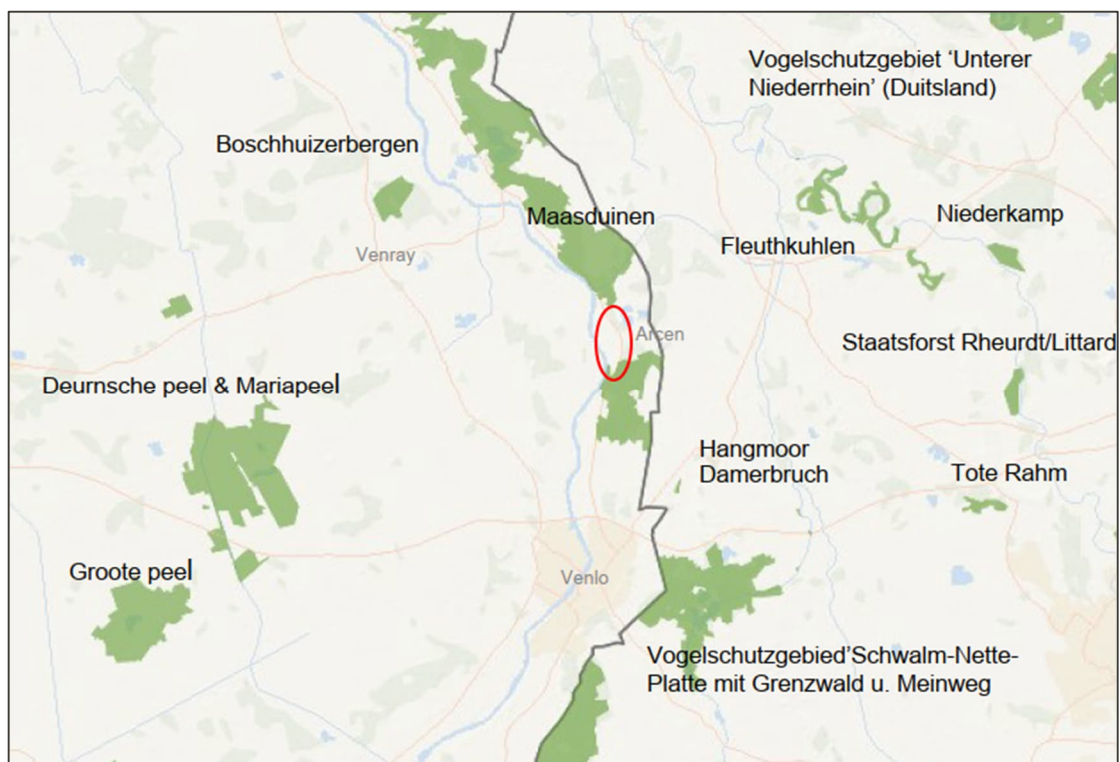 Vogelschutzgebiet ‘Unterer
Niederrhein’ (Duitsland)
Boschhuizerbergen
Maasduinen
Niederkamp
Fleuthkuhlen
Venray
Arcen
Staatsforst Rheurdt/Littard
Deurnsche peel & Mariapeel
Hangmoor
Damerbruch
Tote Rahm
Groote peel
Venlo
Vogelschutzgebied’Schwalm-Nette-
Platte mit Grenzwald u. Meinweg